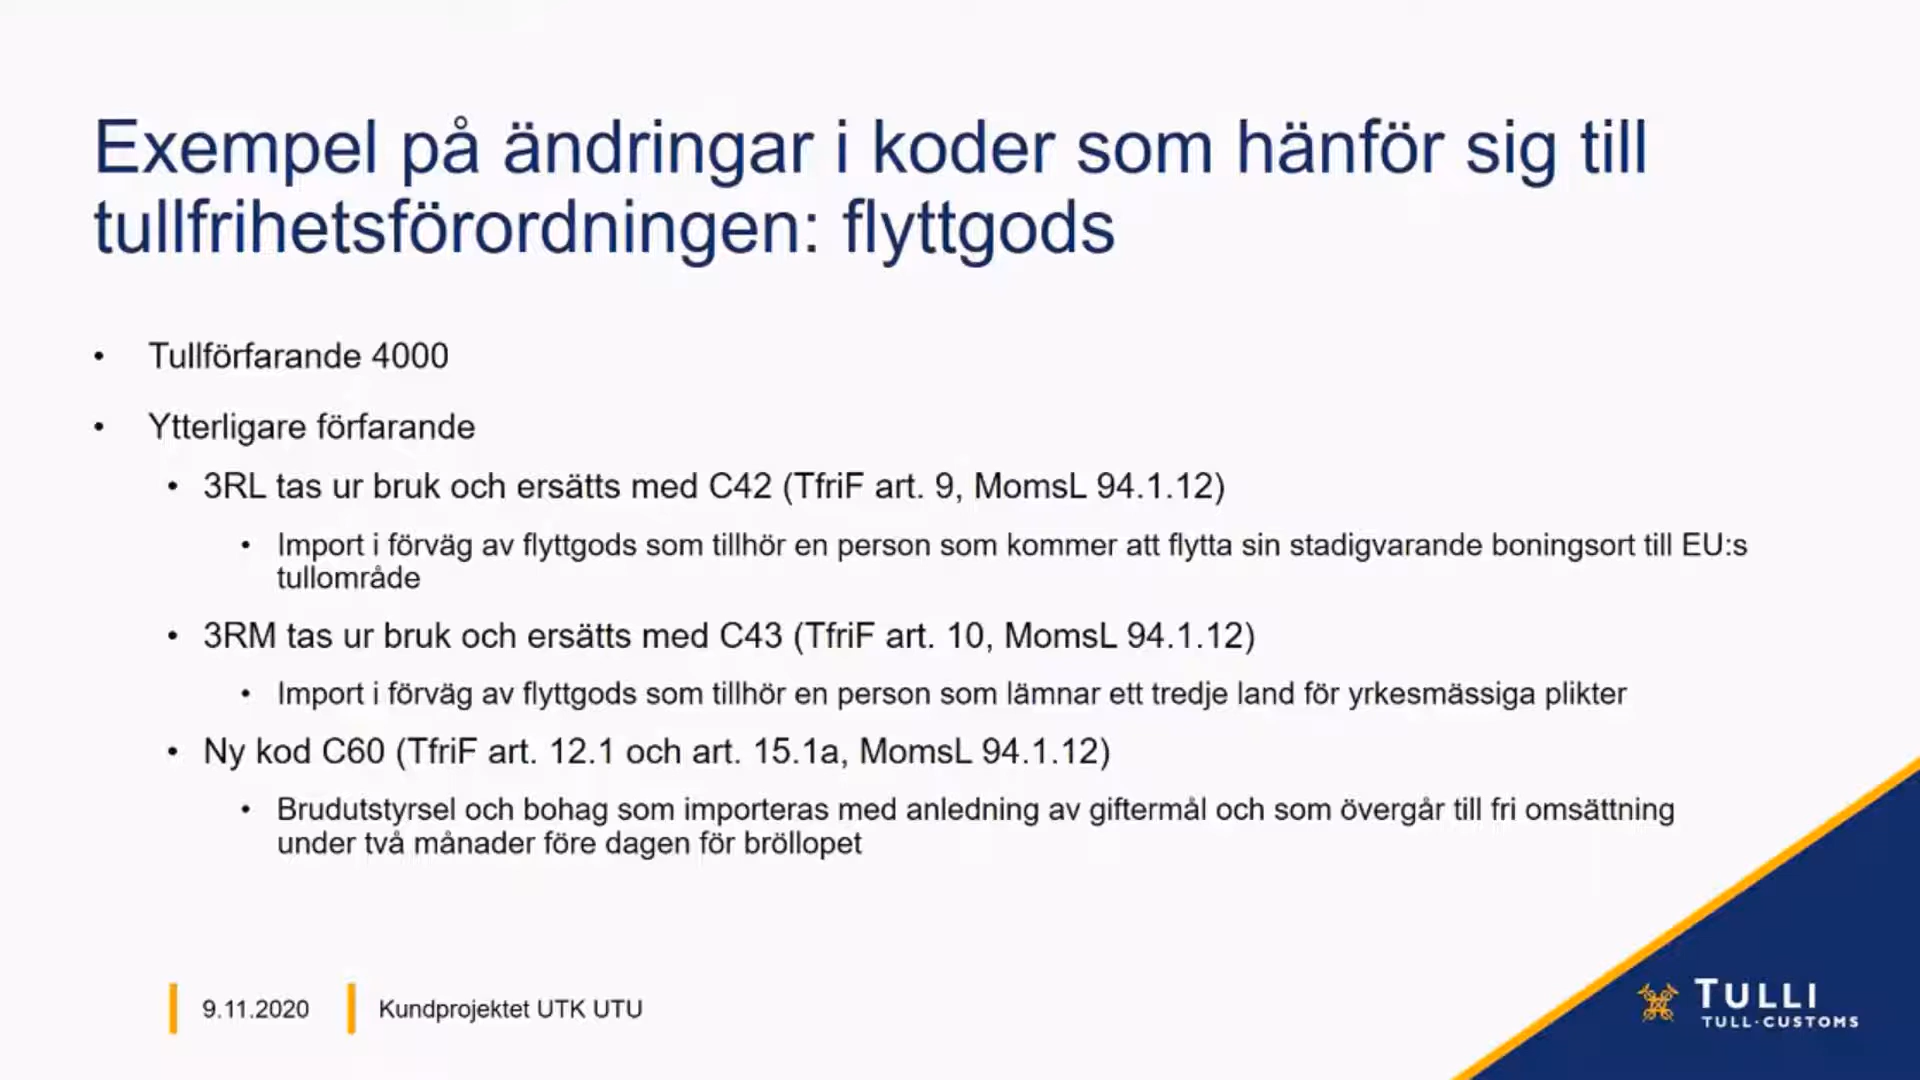 Exempel på ändringar i koder som hänför sig till
tullfrihetsförordningen: flyttgods
• Tullförfarande 4000
• Ytterligare förfarande
• 3RL tas ur bruk och ersätts med C42 (TfriF art. 9, MomsL 94.1.12)
• Import i förväg av flyttgods som tillhör en person som kommer att flytta sin stadigvarande boningsort till EU:s
tullområde
• 3RM tas ur bruk och ersätts med C43 (TfriF art. 10, MomsL 94.1.12)
• Import i förväg av flyttgods som tillhör en person som lämnar ett tredje land för yrkesmässiga plikter
• Ny kod C60 (TfriF art. 12.1 och art. 15.1a, MomsL 94.1.12)
• Brudutstyrsel och bohag som importeras med anledning av giftermål och som övergår till fri omsättning
under två månader före dagen för bröllopet
9.11.2020
Kundprojektet UTK UTU
TULLI
TULL·CUSTOMS